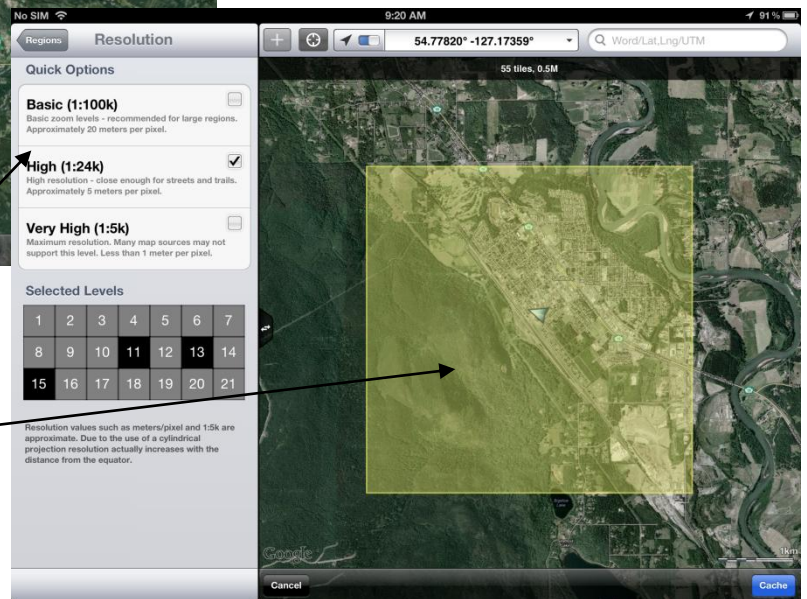 No SIM
9:20 AM
91 %
Regions
Resolution
54.77820° -127.17359°
Word/Lat,Lng/UTM
Quick Options
55 tiles, 0.5M
Basic (1:100k)
Basic zoom levels - recommended for large regions.
Approximately 20 meters per pixel.
High (1:24k)
High resolution - close enough for streets and trails.
Approximately 5 meters per pixel.
Very High (1:5k)
Maximum resolution. Many map sources may not
support this level. Less than 1 meter per pixel.
Selected Levels
1 2 3 4 5 6 7
8 9 10 11 12 13 14
15 16 17 18 19 20 21
Resolution values such as meters/pixel and 1:5k are
approximate. Due to the use of a cylindrical
projection resolution actually increases with the
distance from the equator.
Google
1km
Cancel
Cache